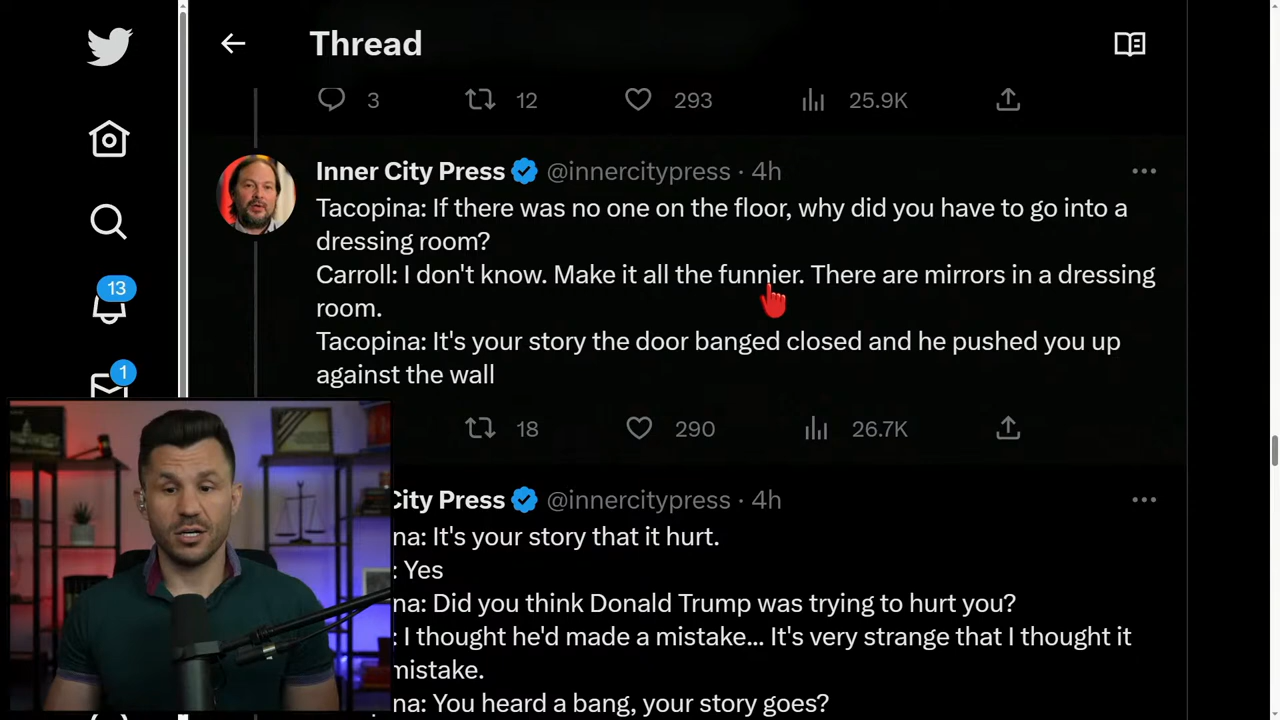 Thread
3 12 293 25.9K
Inner City Press @innercitypress · 4h
Tacopina: If there was no one on the floor, why did you have to go into a
dressing room?
Carroll: I don't know. Make it all the funnier. There are mirrors in a dressing
room.
Tacopina: It's your story the door banged closed and he pushed you up
against the wall
13
1
18 290 26.7K
City Press @innercitypress · 4h
na: It's your story that it hurt.
: Yes
na: Did you think Donald Trump was trying to hurt you?
: I thought he'd made a mistake... It's very strange that I thought it
mistake.
na: You heard a bang, your story goes?